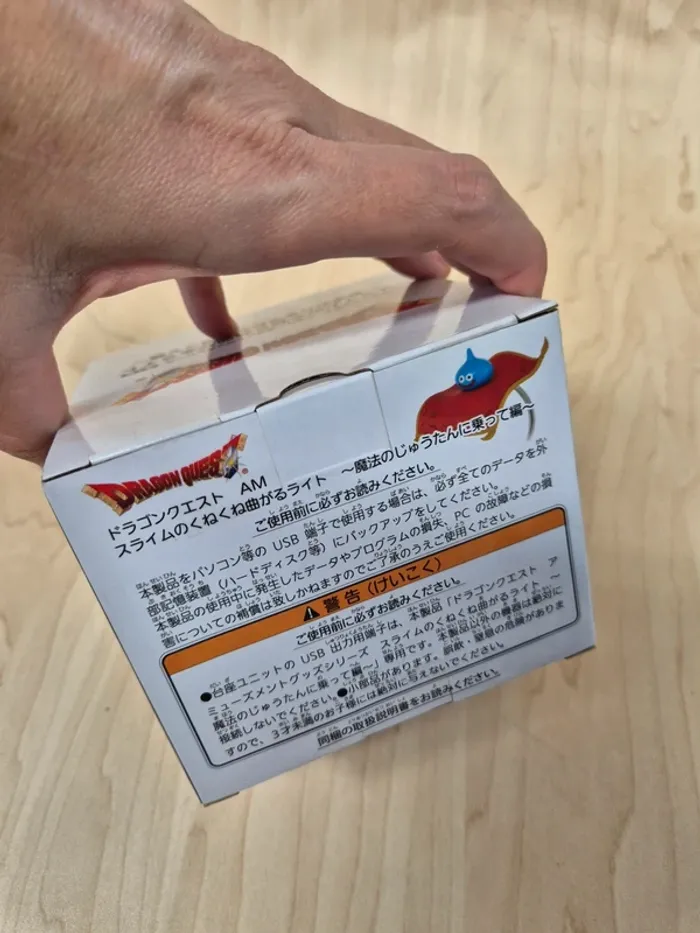 DRAGON QUEST
ドラゴンクエスト AM
スライムのくねくね曲がるライト ~魔法のじゅうたんに乗って編~
ご使用前に必ずお読みください。
本製品をパソコン等の USB 端子で使用する場合は、必ず全てのデータを外
部記憶装置(ハードディスク等)にバックアップをしてください。
本製品の使用中に発生したデータやプログラムの損失、PC の故障などの損
害についての補償は致しかねますのでご了承のうえご使用ください。
警告(けいこく)
ご使用前に必ずお読みください。
●台座ユニットの USB 出力用端子は、本製品「ドラゴンクエスト ア
ミューズメントグッズシリーズ スライムのくねくね曲がるライト ~
魔法のじゅうたんに乗って編~」専用です。本製品以外の機器は絶対に
接続しないでください。●小部品があります。誤飲・窒息の危険がありま
すので、3才未満のお子様には絶対に与えないでください。
同梱の取扱説明書をお読みください。